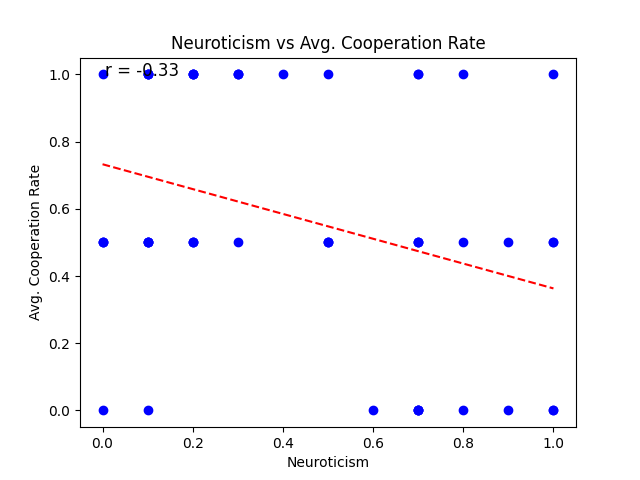 Neuroticism vs Avg. Cooperation Rate
r = -0.33
1.0
0.8
0.6
0.4
0.2
0.0
Avg. Cooperation Rate
0.0 0.2 0.4 0.6 0.8 1.0
Neuroticism